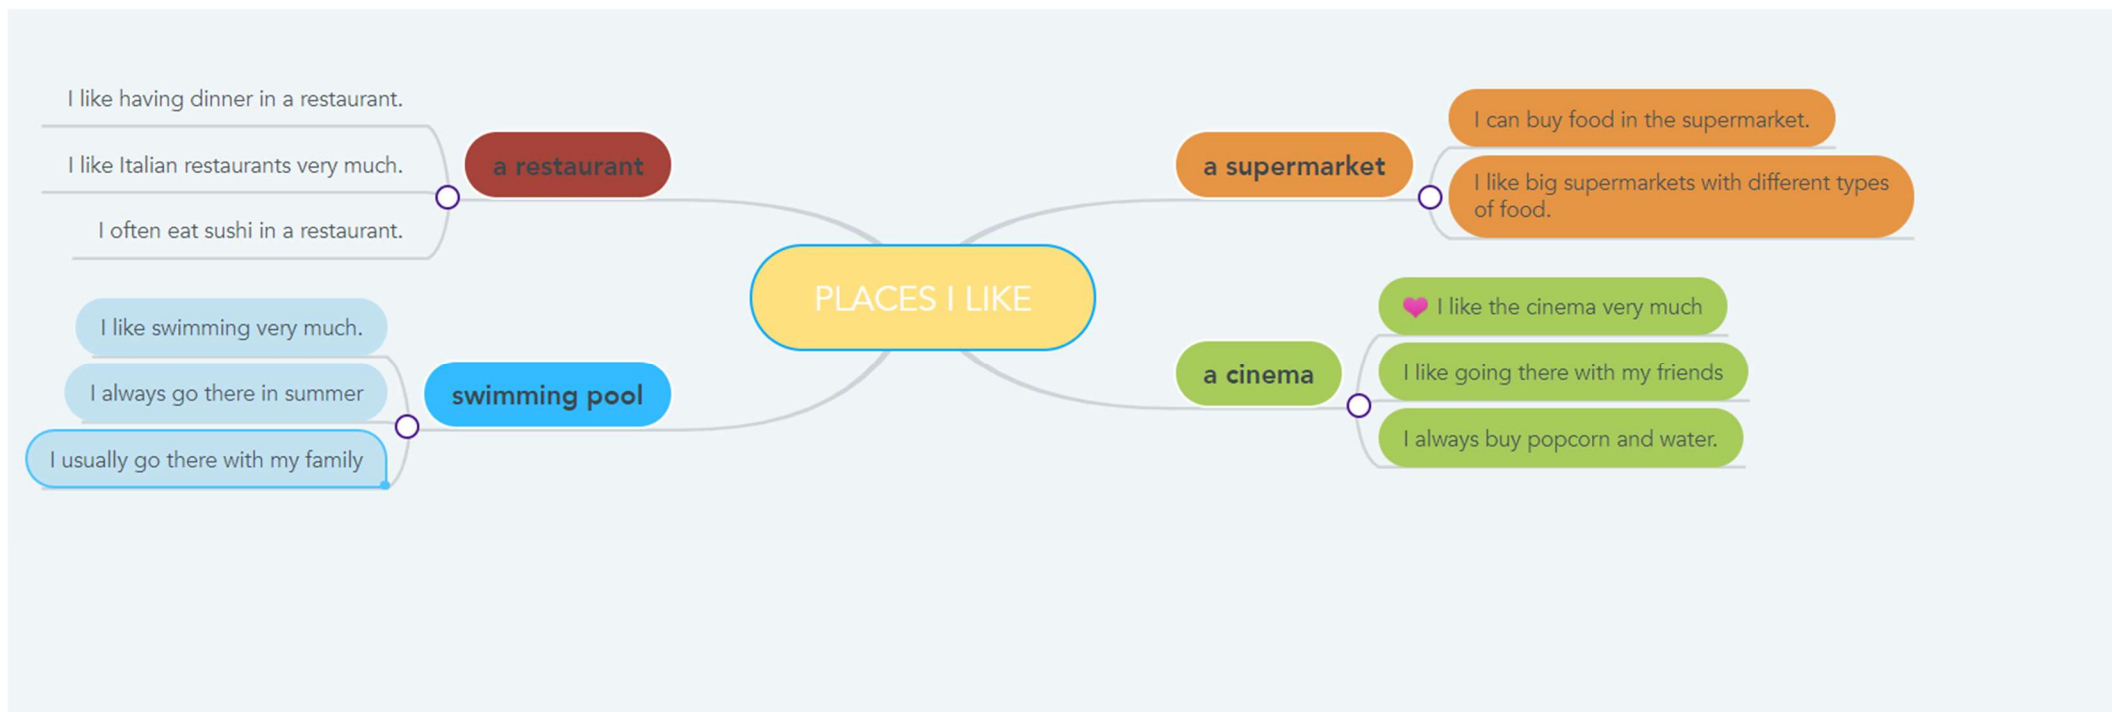 PLACES I LIKE
a restaurant
I like having dinner in a restaurant.
I like Italian restaurants very much.
I often eat sushi in a restaurant.
swimming pool
I like swimming very much.
I always go there in summer
I usually go there with my family
a supermarket
I can buy food in the supermarket.
I like big supermarkets with different types
of food.
a cinema
I like the cinema very much
I like going there with my friends
I always buy popcorn and water.